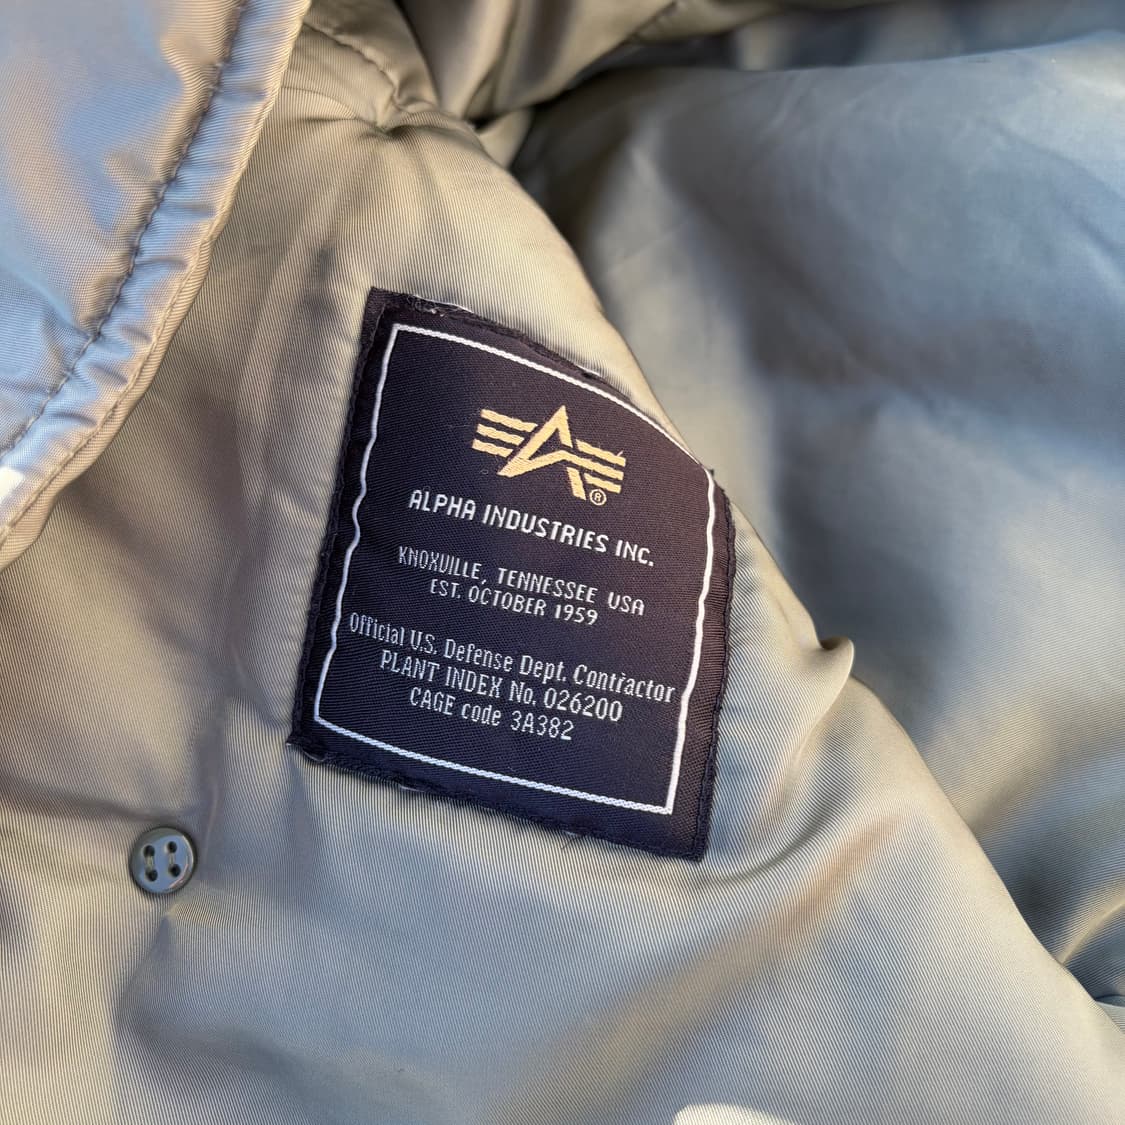 ®
ALPHA INDUSTRIES INC.
KNOXVILLE, TENNESSEE USA
EST. OCTOBER 1959
Official U.S. Defense Dept. Contractor
PLANT INDEX No. 026200
CAGE code 3A382